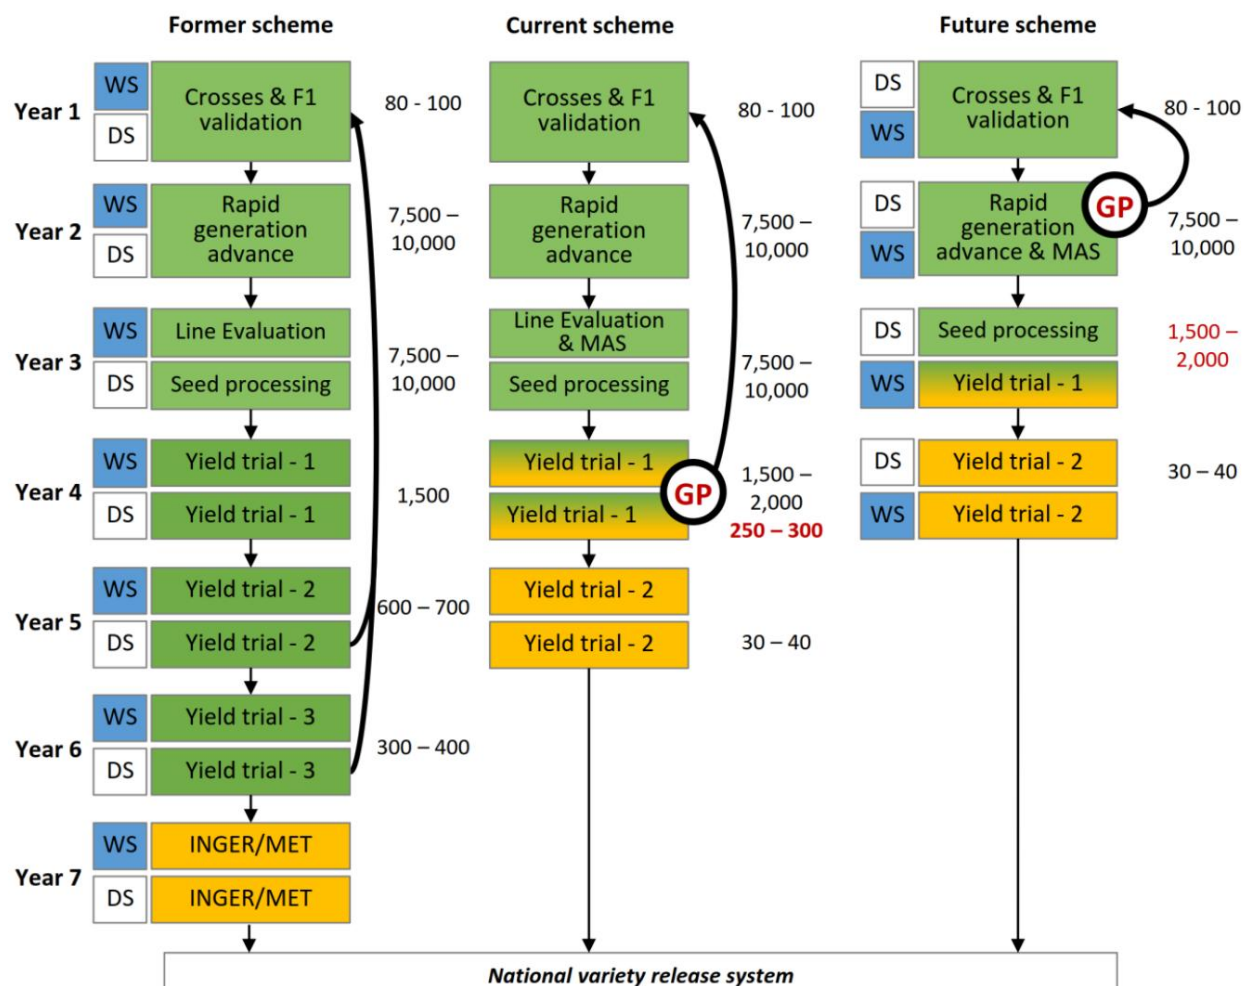 Former scheme
Current scheme
Future scheme
Year 1
WS
DS
Crosses & F1
validation
80 - 100
Crosses & F1
validation
80 - 100
DS
WS
Crosses & F1
validation
80 - 100
Year 2
WS
DS
Rapid
generation
advance
7,500 –
10,000
Rapid
generation
advance
7,500 –
10,000
DS
WS
Rapid
generation
advance & MAS
GP
7,500 –
10,000
Year 3
WS
Line Evaluation
DS
Seed processing
7,500 –
10,000
Line Evaluation
& MAS
Seed processing
7,500 –
10,000
DS
Seed processing
WS
Yield trial - 1
1,500 –
2,000
Year 4
WS
Yield trial - 1
DS
Yield trial - 1
1,500
Yield trial - 1
Yield trial - 1
GP
1,500 –
2,000
250 – 300
DS
Yield trial - 2
WS
Yield trial - 2
30 – 40
Year 5
WS
Yield trial - 2
DS
Yield trial - 2
600 – 700
Yield trial - 2
Yield trial - 2
30 – 40
Year 6
WS
Yield trial - 3
DS
Yield trial - 3
300 – 400
Year 7
WS
INGER/MET
DS
INGER/MET
National variety release system